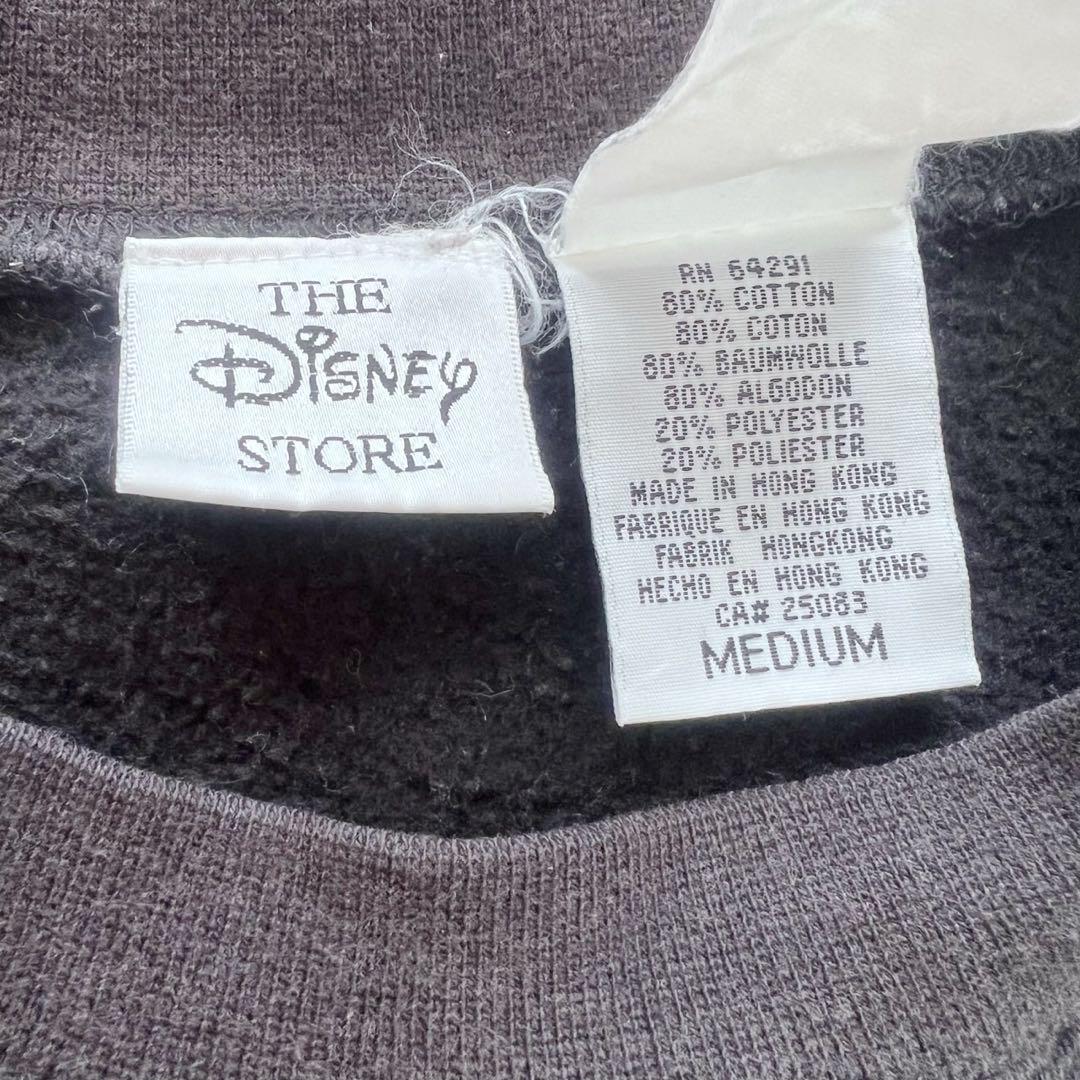 THE
Disney
STORE
RN 64291
80% COTTON
80% COTON
80% BAUMWOLLE
80% ALGODON
20% POLYESTER
20% POLIESTER
MADE IN HONG KONG
FABRIQUE EN HONG KONG
FABRIK HONGKONG
HECHO EN HONG KONG
CA# 25083
MEDIUM